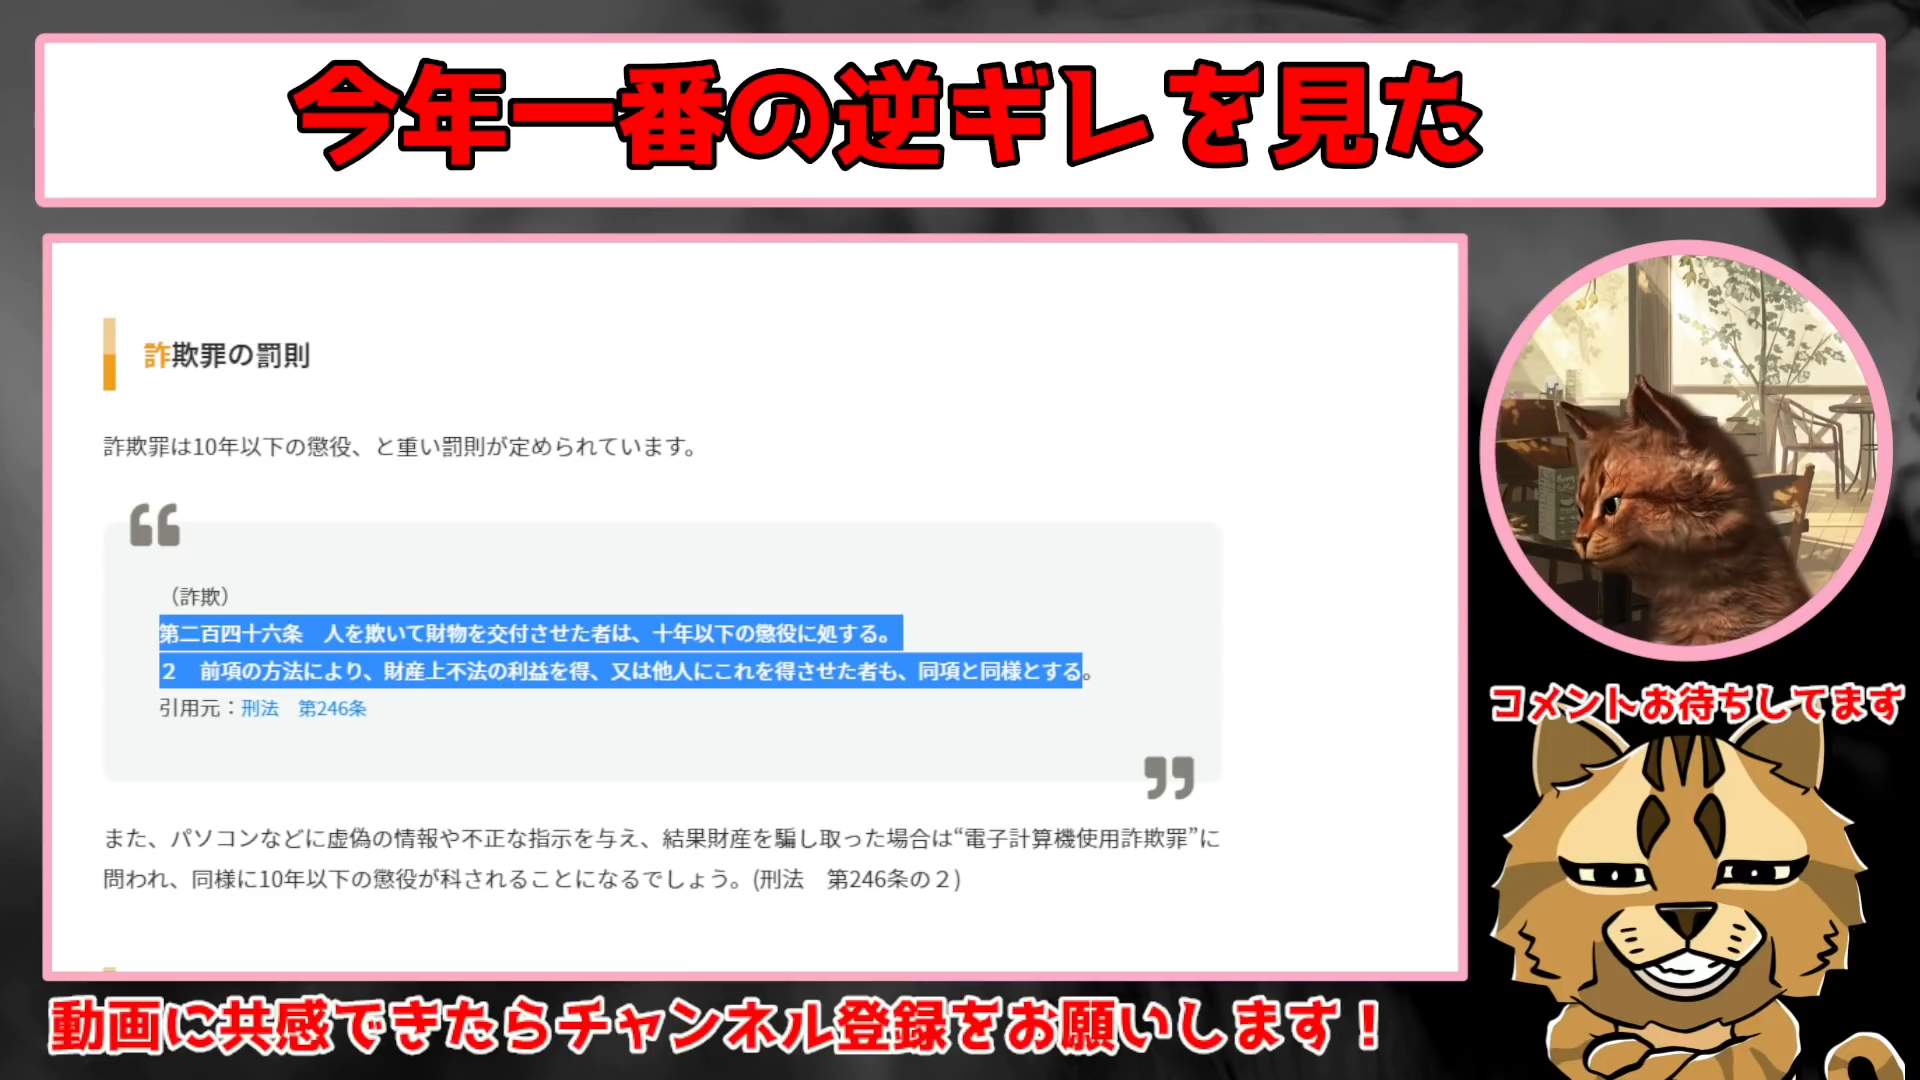 今年一番の逆ギレを見た
詐欺罪の罰則
詐欺罪は10年以下の懲役、と重い罰則が定められています。
（詐欺）
第二百四十六条　人を欺いて財物を交付させた者は、十年以下の懲役に処する。
２　前項の方法により、財産上不法の利益を得、又は他人にこれを得させた者も、同項と同様とする。
引用元：刑法　第246条
また、パソコンなどに虚偽の情報や不正な指示を与え、結果財産を騙し取った場合は“電子計算機使用詐欺罪”に
問われ、同様に10年以下の懲役が科されることになるでしょう。(刑法　第246条の２)
コメントお待ちしてます
動画に共感できたらチャンネル登録をお願いします！